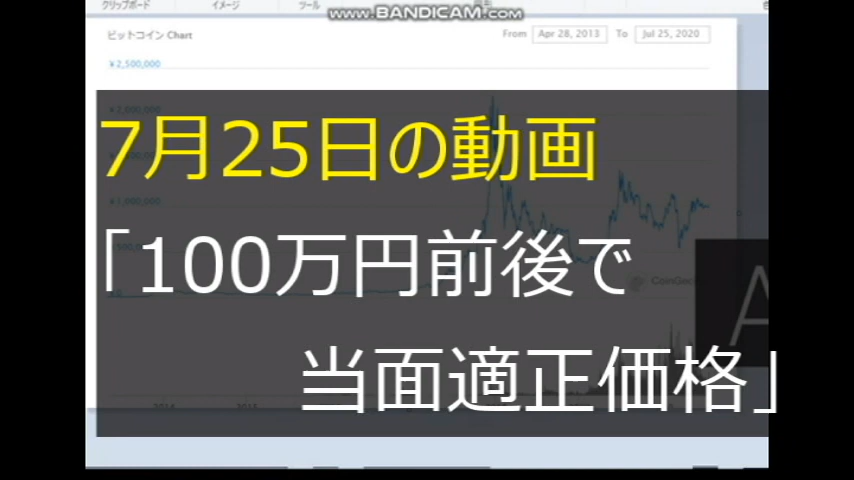 クリップボード イメージ ツール
www.BANDICAM.com
ビットコイン Chart From Apr 28, 2013 To Jul 25, 2020
¥2,500,000
¥2,000,000
7月25日の動画
¥1,000,000
「100万円前後で
当面適正価格」
A